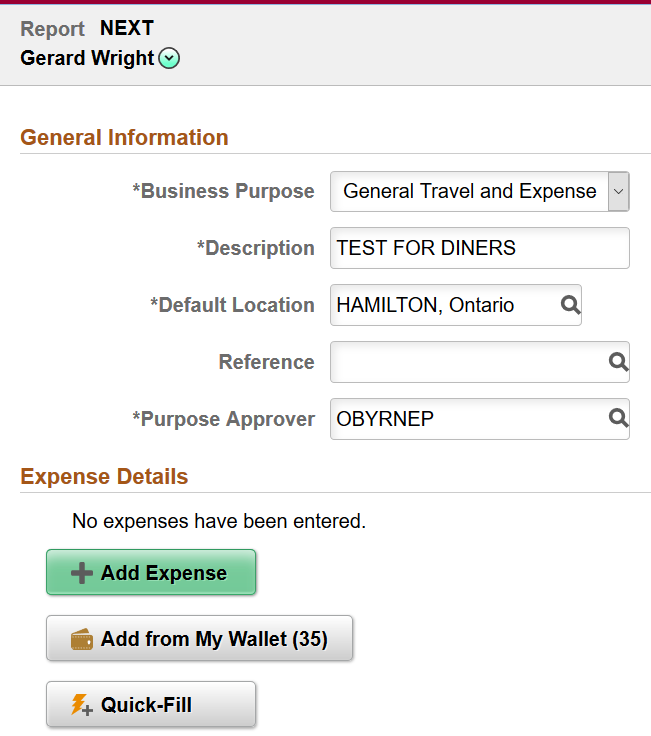 Report NEXT
Gerard Wright
General Information
*Business Purpose General Travel and Expense
*Description TEST FOR DINERS
*Default Location HAMILTON, Ontario
Reference
*Purpose Approver OBYRNEP
Expense Details
No expenses have been entered.
Add Expense
Add from My Wallet (35)
Quick-Fill